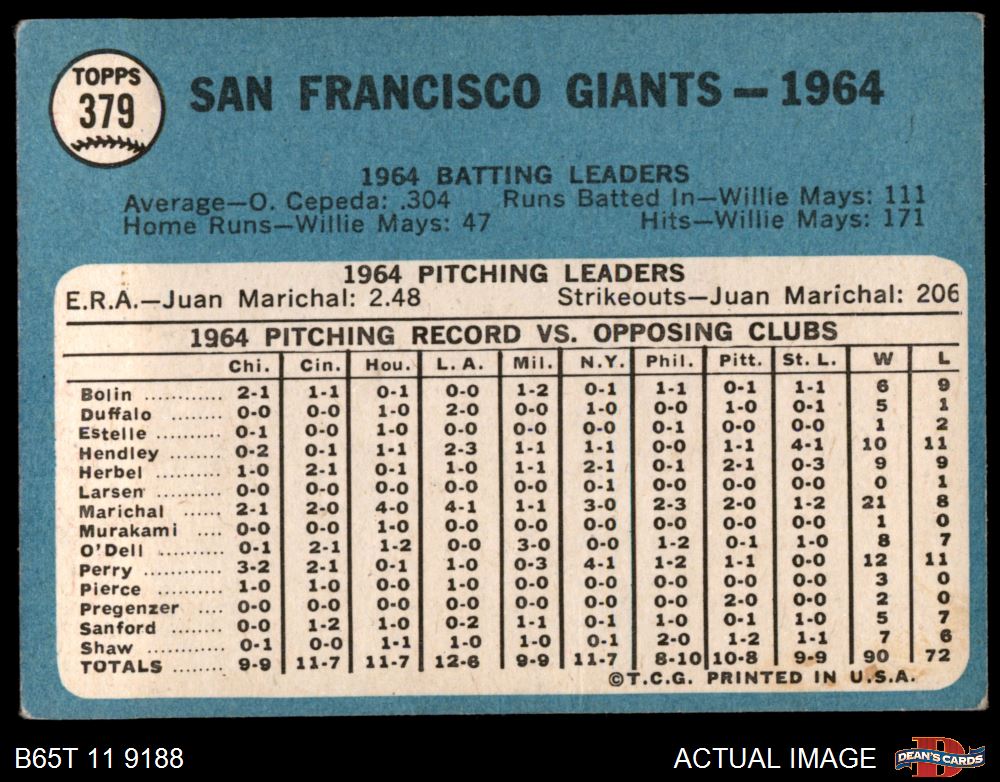 TOPPS
379
SAN FRANCISCO GIANTS—1964
1964 BATTING LEADERS
Average—O. Cepeda: .304 Runs Batted In—Willie Mays: 111
Home Runs—Willie Mays: 47 Hits—Willie Mays: 171
1964 PITCHING LEADERS
E.R.A.—Juan Marichal: 2.48 Strikeouts—Juan Marichal: 206
1964 PITCHING RECORD VS. OPPOSING CLUBS
Chi. Cin. Hou. L.A. Mil. N.Y. Phil. Pitt. St. L. W L
Bolin ........... 2-1 1-1 0-1 0-0 1-2 0-1 1-1 0-1 1-1 6 9
Duffalo ....... 0-0 0-0 1-0 2-0 0-0 1-0 0-0 1-0 0-1 5 1
Estelle ......... 0-1 0-0 1-0 0-0 0-0 0-0 0-1 0-0 0-0 1 2
Hendley ....... 0-2 0-1 1-1 2-3 1-1 1-1 0-0 1-1 4-1 10 11
Herbel ......... 1-0 2-1 0-1 1-0 1-1 2-1 0-1 2-1 0-3 9 9
Larsen ......... 0-0 0-0 0-0 0-0 0-0 0-0 0-0 0-0 0-0 0 1
Marichal ...... 2-1 2-0 4-0 4-1 1-1 3-0 2-3 2-0 1-2 21 8
Murakami .... 0-0 0-0 1-0 0-0 0-0 0-0 0-0 0-0 0-0 1 0
O'Dell .......... 0-1 2-1 1-2 0-0 3-0 0-0 1-2 0-1 1-0 8 7
Perry ........... 3-2 2-1 0-1 1-0 0-3 4-1 1-2 1-1 0-0 12 11
Pierce .......... 1-0 1-0 0-0 1-0 0-0 0-0 0-0 0-0 0-0 3 0
Pregenzer .... 0-0 0-0 0-0 0-0 0-0 0-0 0-0 2-0 0-0 2 0
Sanford ........ 0-0 1-2 1-0 0-2 1-1 0-1 1-0 0-1 1-0 5 7
Shaw ........... 0-1 0-0 1-1 1-0 1-0 0-1 2-0 1-2 1-1 7 6
TOTALS ....... 9-9 11-7 11-7 12-6 9-9 11-7 8-10 10-8 9-9 90 72
©T.C.G. PRINTED IN U.S.A.
B65T 11 9188 ACTUAL IMAGE DEAN'S CARDS